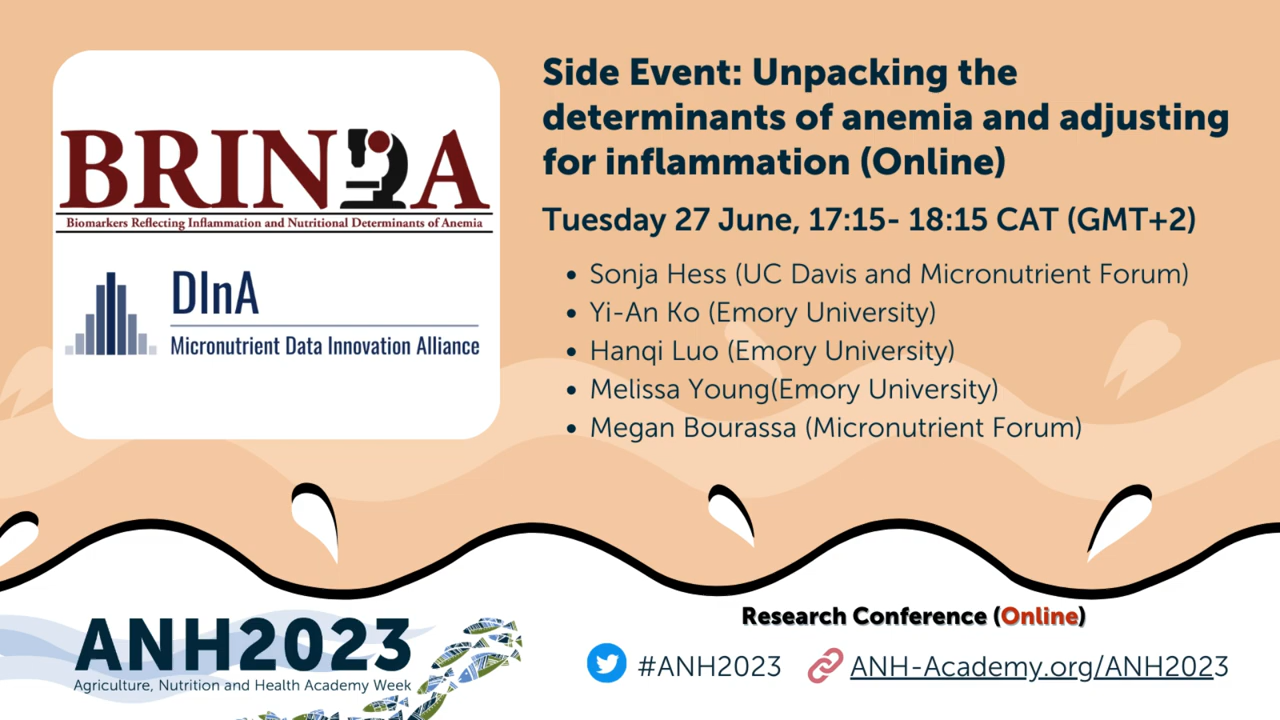 BRINDA
Biomarkers Reflecting Inflammation and Nutritional Determinants of Anemia
DInA
Micronutrient Data Innovation Alliance
Side Event: Unpacking the
determinants of anemia and adjusting
for inflammation (Online)
Tuesday 27 June, 17:15- 18:15 CAT (GMT+2)
• Sonja Hess (UC Davis and Micronutrient Forum)
• Yi-An Ko (Emory University)
• Hanqi Luo (Emory University)
• Melissa Young(Emory University)
• Megan Bourassa (Micronutrient Forum)
ANH2023
Agriculture, Nutrition and Health Academy Week
Research Conference (Online)
#ANH2023
ANH-Academy.org/ANH2023